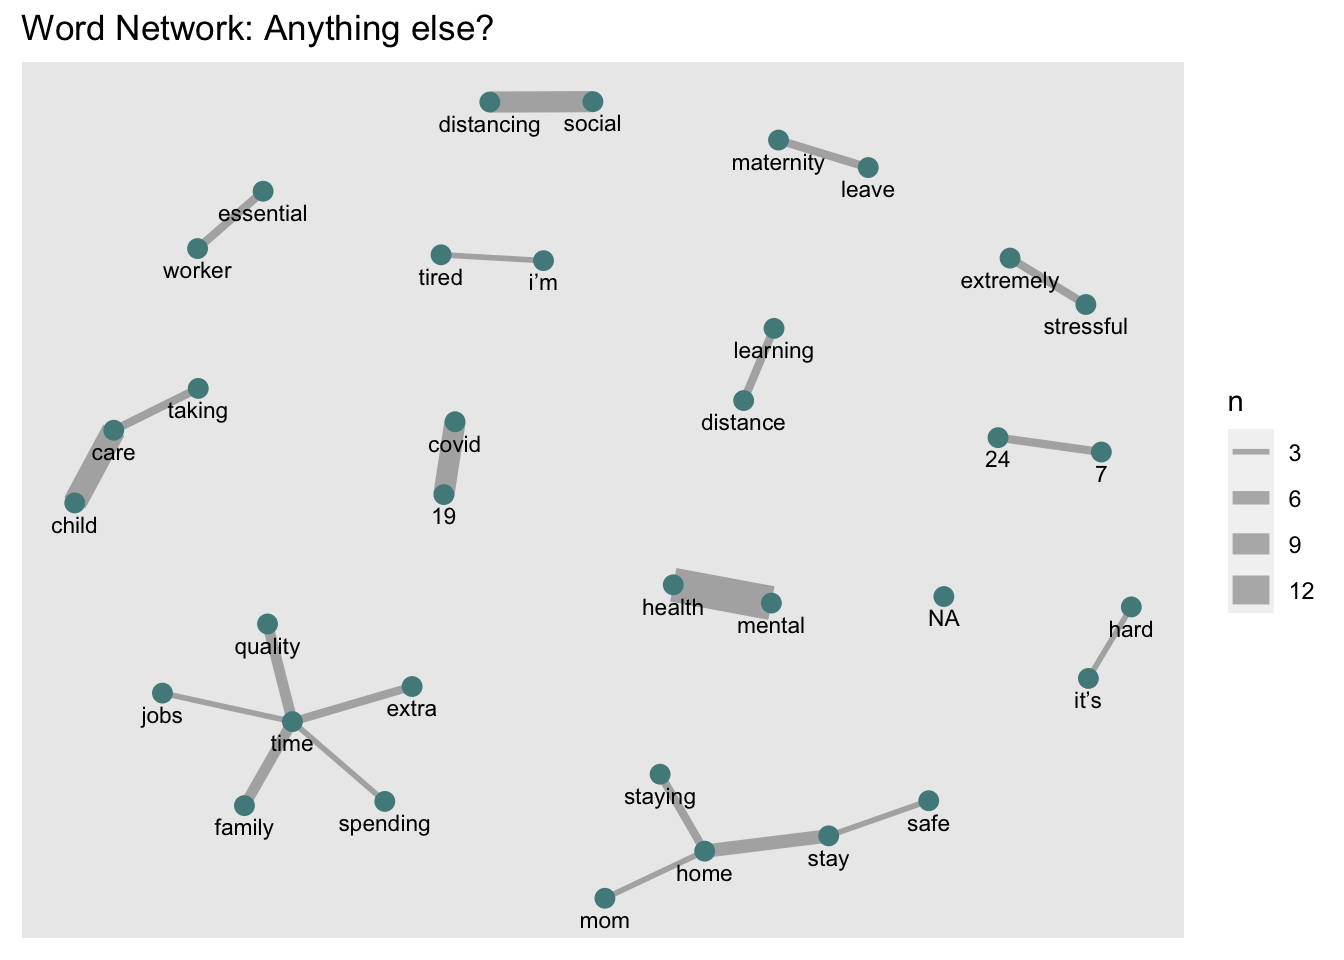 Word Network: Anything else?
distancing
social
maternity
leave
essential
worker
tired
i’m
extremely
stressful
learning
distance
taking
care
child
covid
19
24
7
n
3
6
9
12
health
mental
NA
hard
it’s
quality
jobs
extra
time
family
spending
staying
safe
stay
home
mom